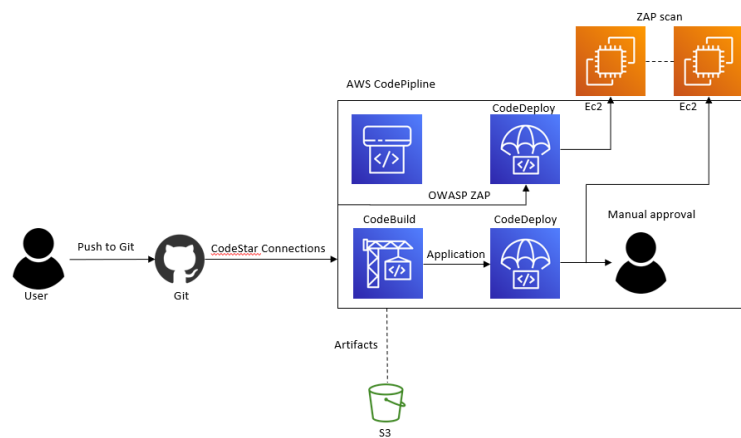 ZAP scan
AWS CodePipline
CodeDeploy
Ec2
Ec2
OWASP ZAP
CodeBuild
CodeDeploy
Manual approval
Push to Git
CodeStar Connections
Application
User
Git
Artifacts
S3